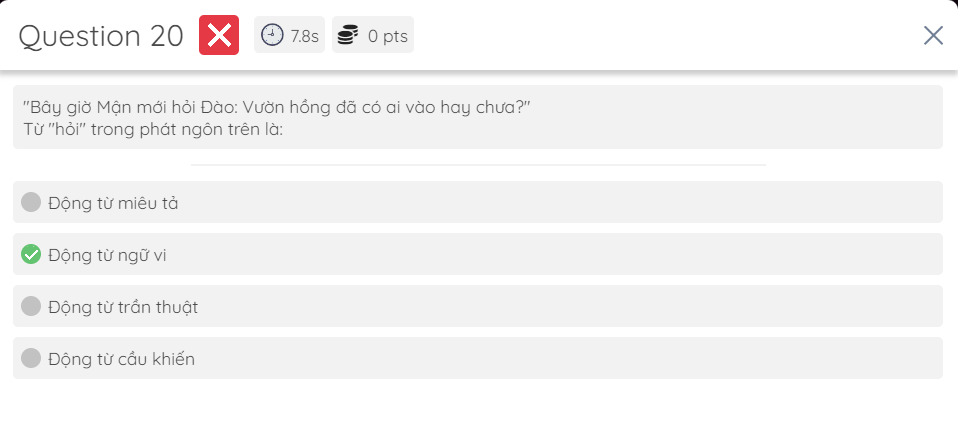 Question 20
7.8s
0 pts
"Bây giờ Mận mới hỏi Đào: Vườn hồng đã có ai vào hay chưa?"
Từ "hỏi" trong phát ngôn trên là:
Động từ miêu tả
Động từ ngữ vi
Động từ trần thuật
Động từ cầu khiến